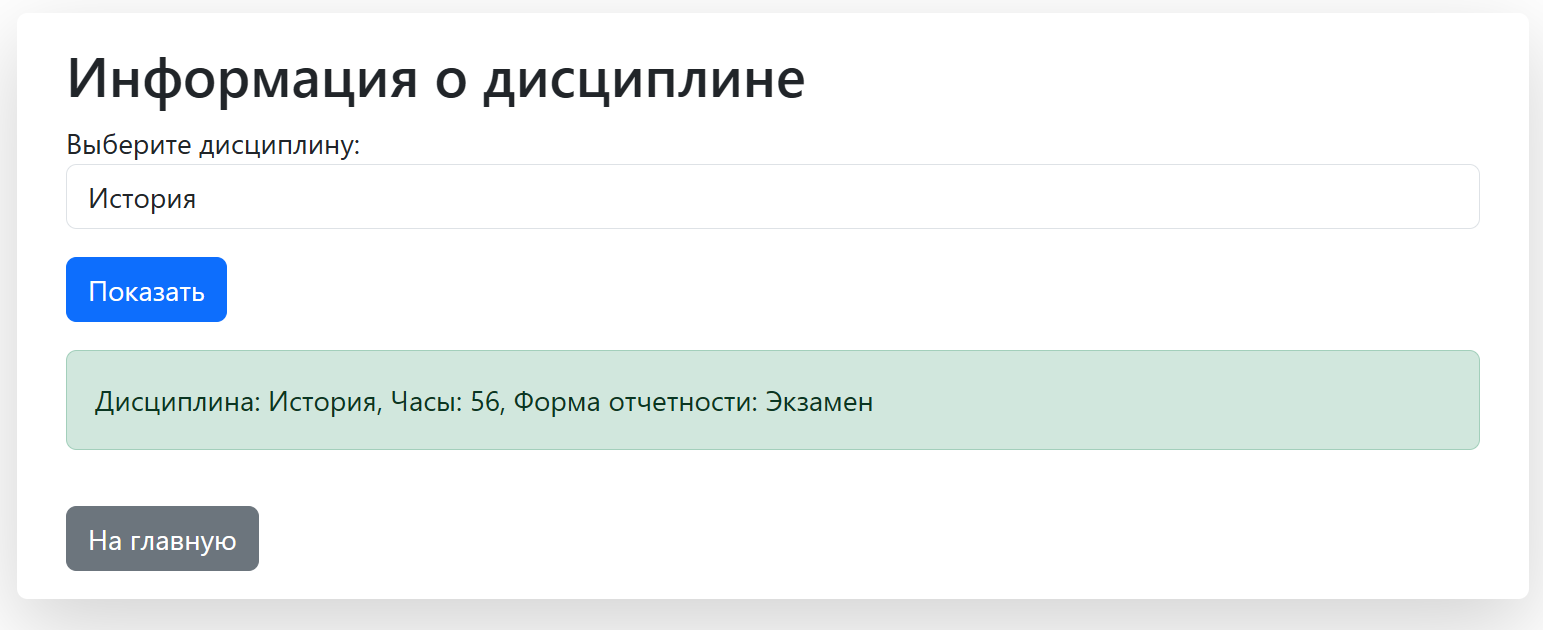 Информация о дисциплине
Выберите дисциплину:
История
Показать
Дисциплина: История, Часы: 56, Форма отчетности: Экзамен
На главную